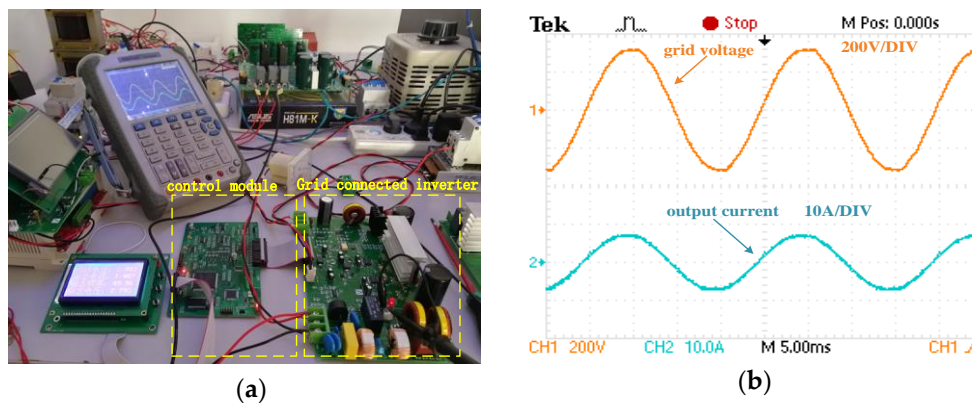 H81M-K
control module
Grid connected inverter
(a)
Tek
Stop
M Pos: 0.000s
grid voltage
200V/DIV
1
output current 10A/DIV
2
CH1 200V
CH2 10.0A
M 5.00ms
CH1
(b)